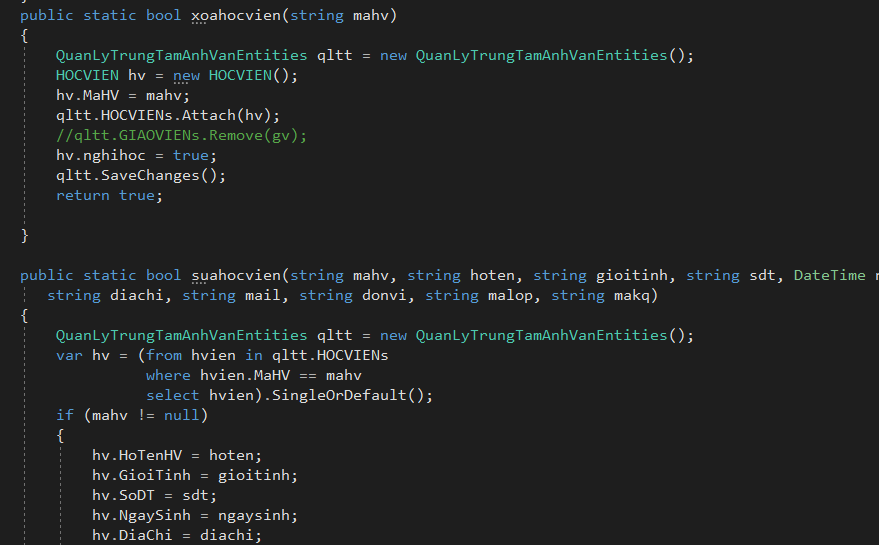 public static bool xoahocvien(string mahv)
{
QuanLyTrungTamAnhVanEntities qltt = new QuanLyTrungTamAnhVanEntities();
HOCVIEN hv = new HOCVIEN();
hv.MaHV = mahv;
qltt.HOCVIENs.Attach(hv);
//qltt.GIAOVIENs.Remove(gv);
hv.nghihoc = true;
qltt.SaveChanges();
return true;
}
public static bool suahocvien(string mahv, string hoten, string gioitinh, string sdt, DateTime
string diachi, string mail, string donvi, string malop, string makq)
{
QuanLyTrungTamAnhVanEntities qltt = new QuanLyTrungTamAnhVanEntities();
var hv = (from hvien in qltt.HOCVIENs
where hvien.MaHV == mahv
select hvien).SingleOrDefault();
if (mahv != null)
{
hv.HoTenHV = hoten;
hv.GioiTinh = gioitinh;
hv.SoDT = sdt;
hv.NgaySinh = ngaysinh;
hv.DiaChi = diachi;